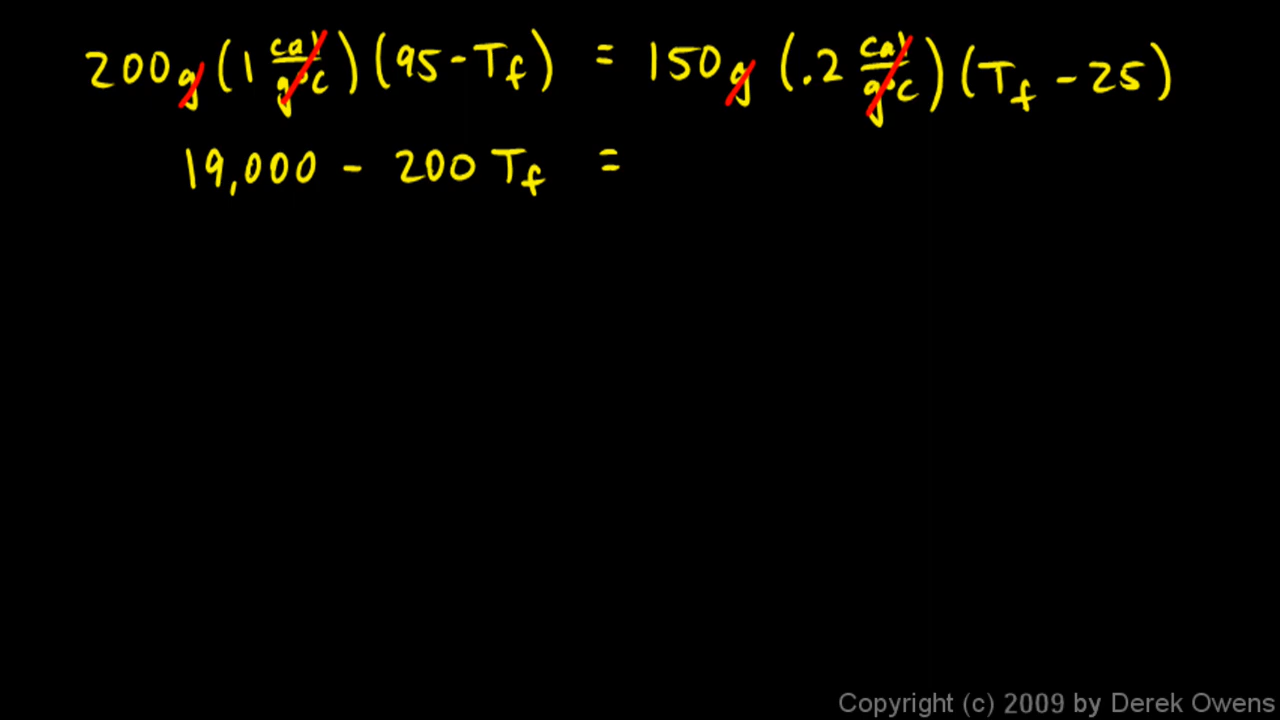 200g (1 cal/g°C) (95 - Tf) = 150g (.2 cal/g°C) (Tf - 25)
19,000 - 200 Tf =
Copyright (c) 2009 by Derek Owens